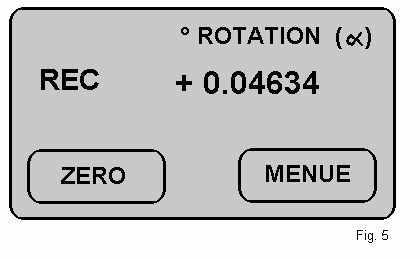 ° ROTATION (∝)
REC + 0.04634
ZERO MENUE
Fig. 5